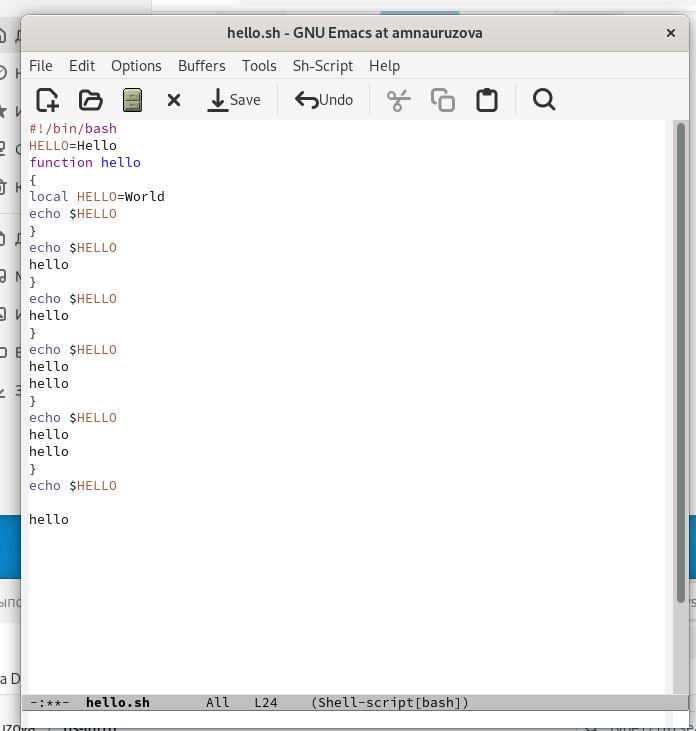 hello.sh - GNU Emacs at amnauruzova
File Edit Options Buffers Tools Sh-Script Help
Save Undo
#!/bin/bash
HELLO=Hello
function hello
{
local HELLO=World
echo $HELLO
}
echo $HELLO
hello
}
echo $HELLO
hello
}
echo $HELLO
hello
hello
}
echo $HELLO
hello
hello
}
echo $HELLO
hello
-:**- hello.sh All L24 (Shell-script[bash])